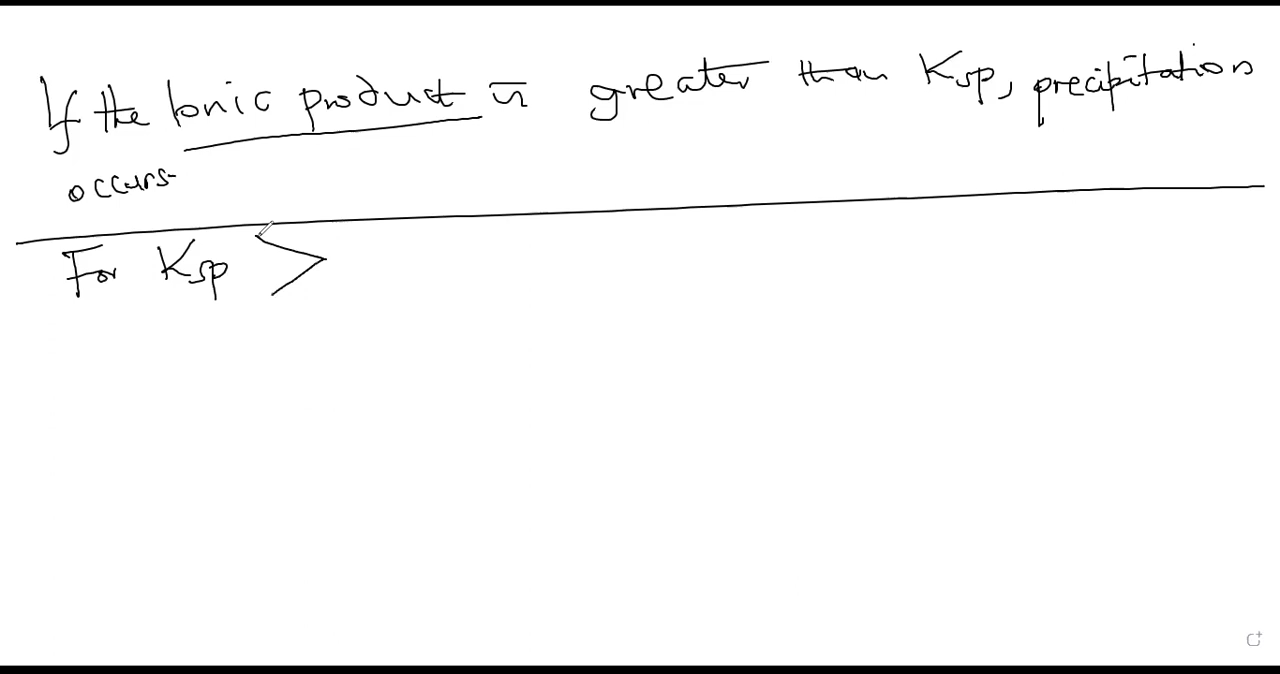 If the Ionic product is greater than Ksp, precipitation
occurs
For Ksp >